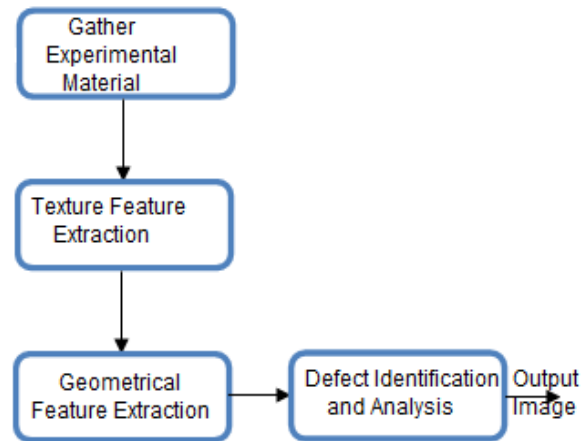 Gather
Experimental
Material
Texture Feature
Extraction
Geometrical
Feature Extraction
Defect Identification
and Analysis
Output
Image